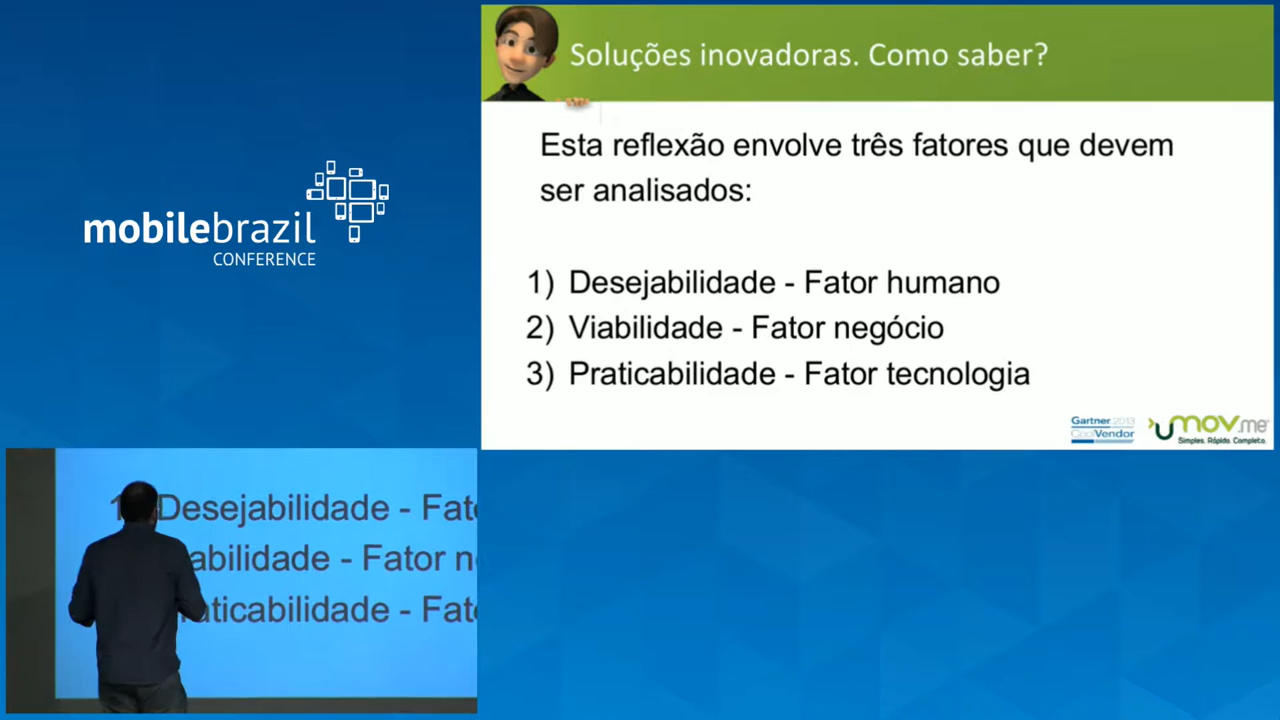 mobilebrazil
CONFERENCE
Soluções inovadoras. Como saber?
Esta reflexão envolve três fatores que devem
ser analisados:
1) Desejabilidade - Fator humano
2) Viabilidade - Fator negócio
3) Praticabilidade - Fator tecnologia
Gartner 2013
CoolVendor
uMOV.me
Simples. Rápido. Completo.
1 Desejabilidade - Fat
abilidade - Fator n
aticabilidade - Fat